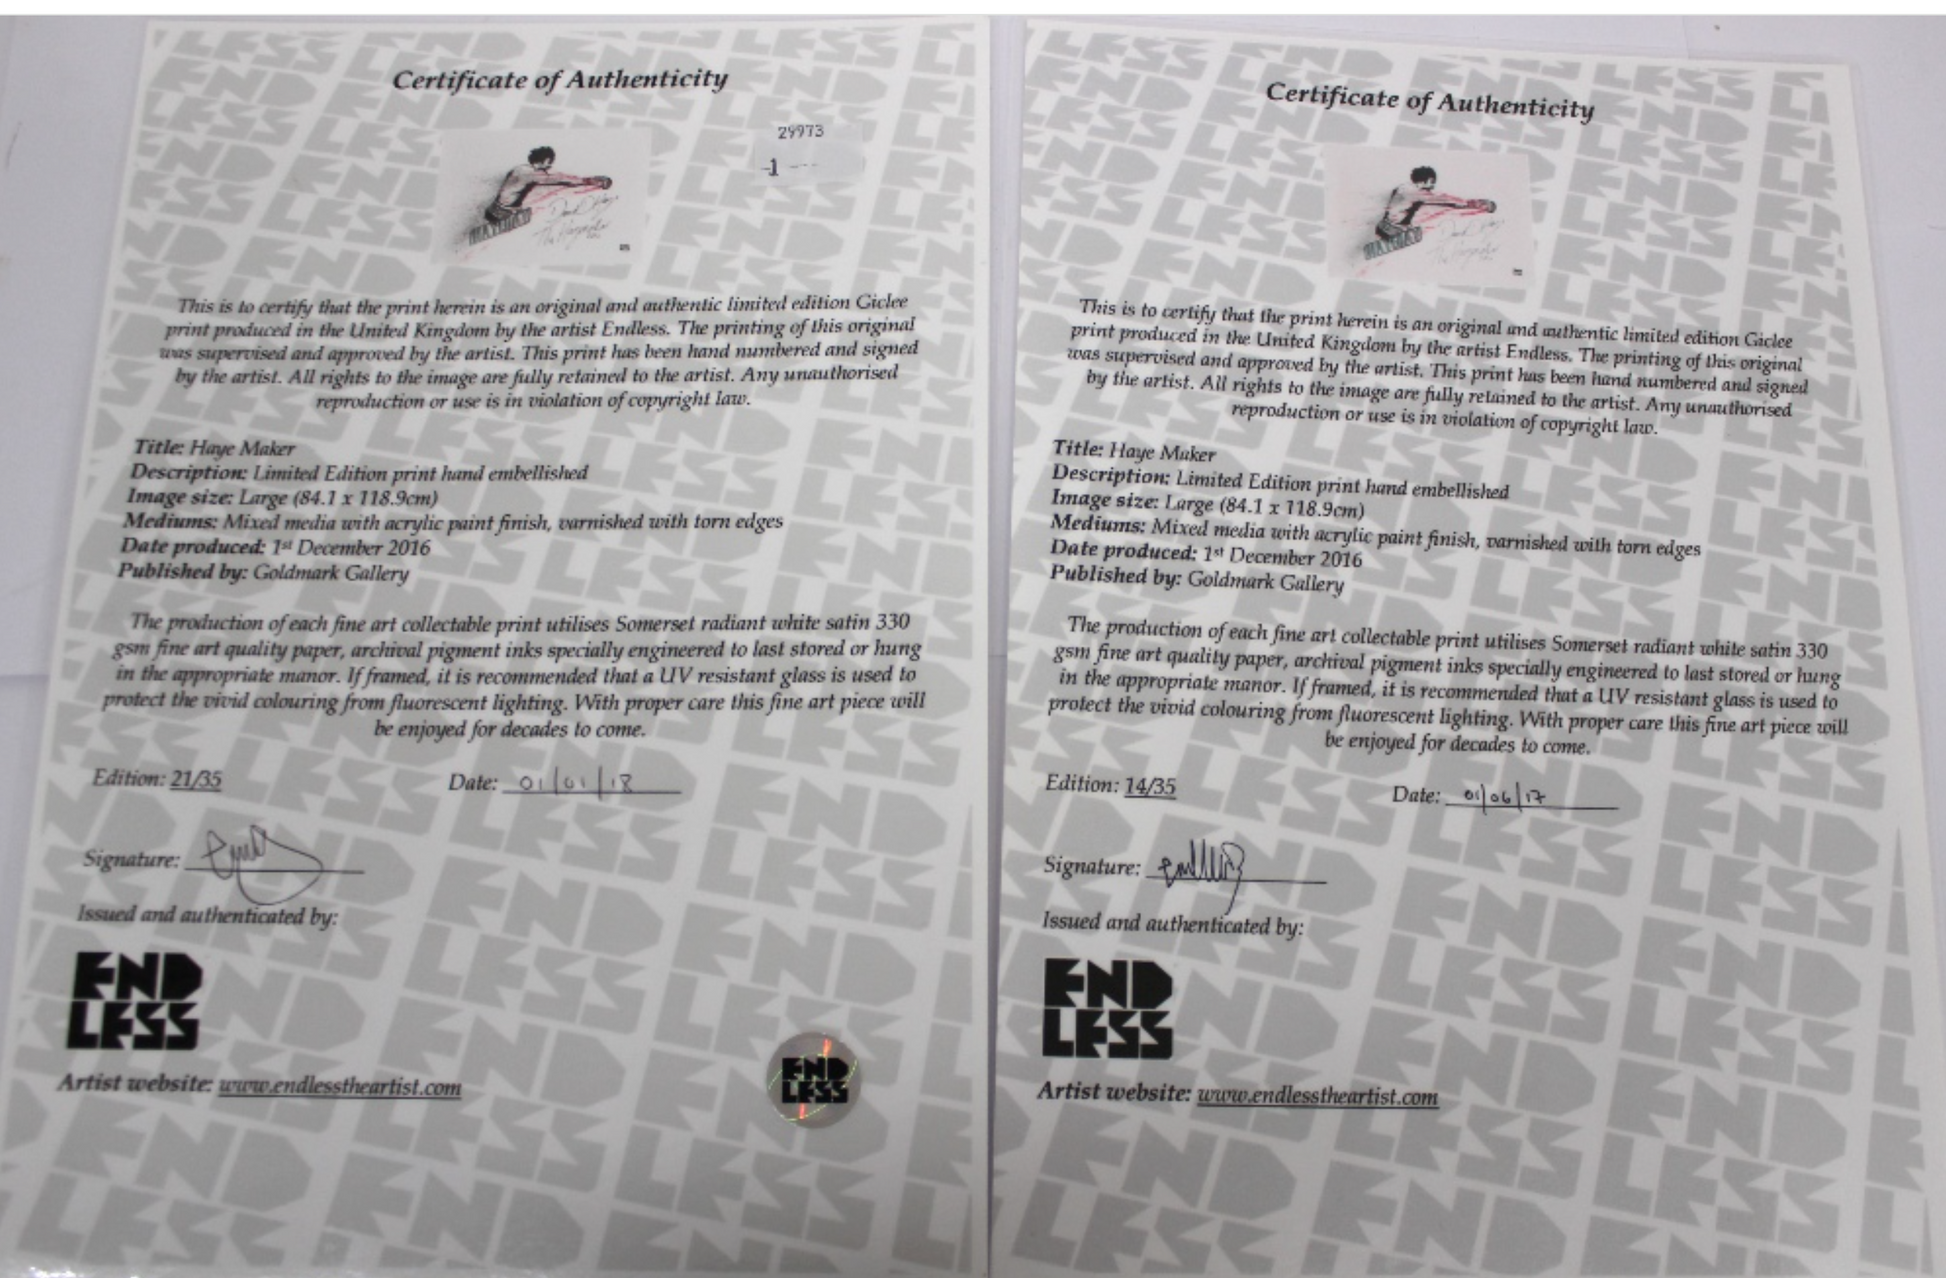 Certificate of Authenticity
29973
-1 ---
This is to certify that the print herein is an original and authentic limited edition Giclee
print produced in the United Kingdom by the artist Endless. The printing of this original
was supervised and approved by the artist. This print has been hand numbered and signed
by the artist. All rights to the image are fully retained to the artist. Any unauthorised
reproduction or use is in violation of copyright law.
Title: Haye Maker
Description: Limited Edition print hand embellished
Image size: Large (84.1 x 118.9cm)
Mediums: Mixed media with acrylic paint finish, varnished with torn edges
Date produced: 1st December 2016
Published by: Goldmark Gallery
The production of each fine art collectable print utilises Somerset radiant white satin 330
gsm fine art quality paper, archival pigment inks specially engineered to last stored or hung
in the appropriate manor. If framed, it is recommended that a UV resistant glass is used to
protect the vivid colouring from fluorescent lighting. With proper care this fine art piece will
be enjoyed for decades to come.
Edition: 21/35 Date: 01/01/18
Signature:
Issued and authenticated by:
END
LESS
END
LESS
Artist website: www.endlesstheartist.com
Certificate of Authenticity
This is to certify that the print herein is an original and authentic limited edition Giclee
print produced in the United Kingdom by the artist Endless. The printing of this original
was supervised and approved by the artist. This print has been hand numbered and signed
by the artist. All rights to the image are fully retained to the artist. Any unauthorised
reproduction or use is in violation of copyright law.
Title: Haye Maker
Description: Limited Edition print hand embellished
Image size: Large (84.1 x 118.9cm)
Mediums: Mixed media with acrylic paint finish, varnished with torn edges
Date produced: 1st December 2016
Published by: Goldmark Gallery
The production of each fine art collectable print utilises Somerset radiant white satin 330
gsm fine art quality paper, archival pigment inks specially engineered to last stored or hung
in the appropriate manor. If framed, it is recommended that a UV resistant glass is used to
protect the vivid colouring from fluorescent lighting. With proper care this fine art piece will
be enjoyed for decades to come.
Edition: 14/35 Date: 01/06/17
Signature:
Issued and authenticated by:
END
LESS
Artist website: www.endlesstheartist.com